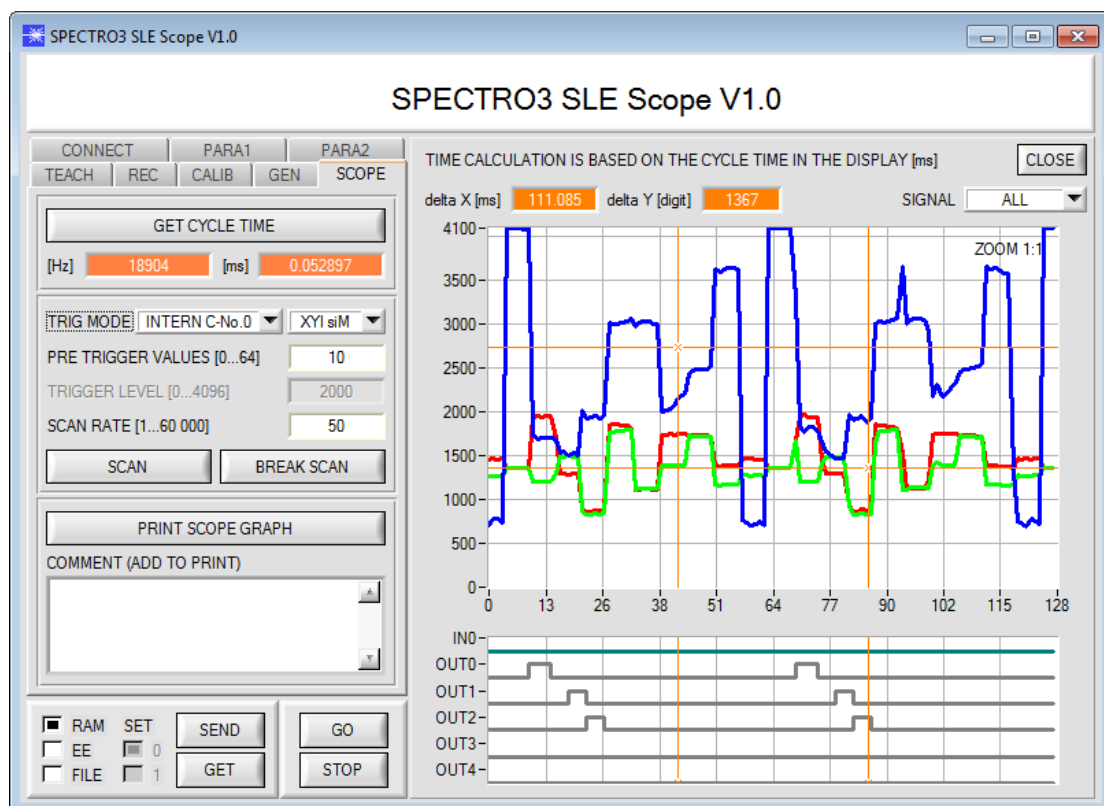 SPECTRO3 SLE Scope V1.0
SPECTRO3 SLE Scope V1.0
CONNECT PARA1 PARA2
TEACH REC CALIB GEN SCOPE
GET CYCLE TIME
[Hz] 18904 [ms] 0.052897
TRIG MODE INTERN C-No.0 XYI siM
PRE TRIGGER VALUES [0...64] 10
TRIGGER LEVEL [0...4096] 2000
SCAN RATE [1...60 000] 50
SCAN BREAK SCAN
PRINT SCOPE GRAPH
COMMENT (ADD TO PRINT)
RAM SET SEND GO
EE 0
FILE 1 GET STOP
TIME CALCULATION IS BASED ON THE CYCLE TIME IN THE DISPLAY [ms] CLOSE
delta X [ms] 111.085 delta Y [digit] 1367 SIGNAL ALL
ZOOM 1:1
4100
3500
3000
2500
2000
1500
1000
500
0
0 13 26 38 51 64 77 90 102 115 128
IN0
OUT0
OUT1
OUT2
OUT3
OUT4